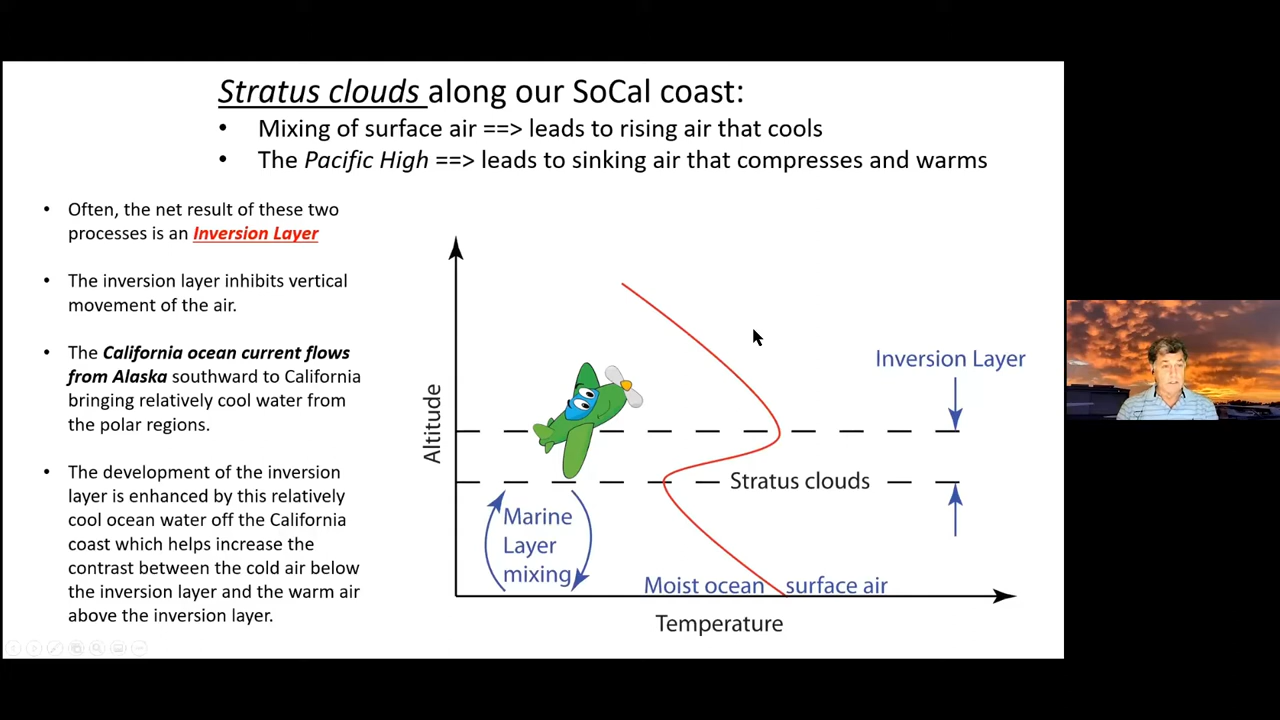 Stratus clouds along our SoCal coast:
• Mixing of surface air ==> leads to rising air that cools
• The Pacific High ==> leads to sinking air that compresses and warms
• Often, the net result of these two
processes is an Inversion Layer
• The inversion layer inhibits vertical
movement of the air.
• The California ocean current flows
from Alaska southward to California
bringing relatively cool water from
the polar regions.
• The development of the inversion
layer is enhanced by this relatively
cool ocean water off the California
coast which helps increase the
contrast between the cold air below
the inversion layer and the warm air
above the inversion layer.
Altitude
Inversion Layer
Stratus clouds
Marine
Layer
mixing
Moist ocean surface air
Temperature